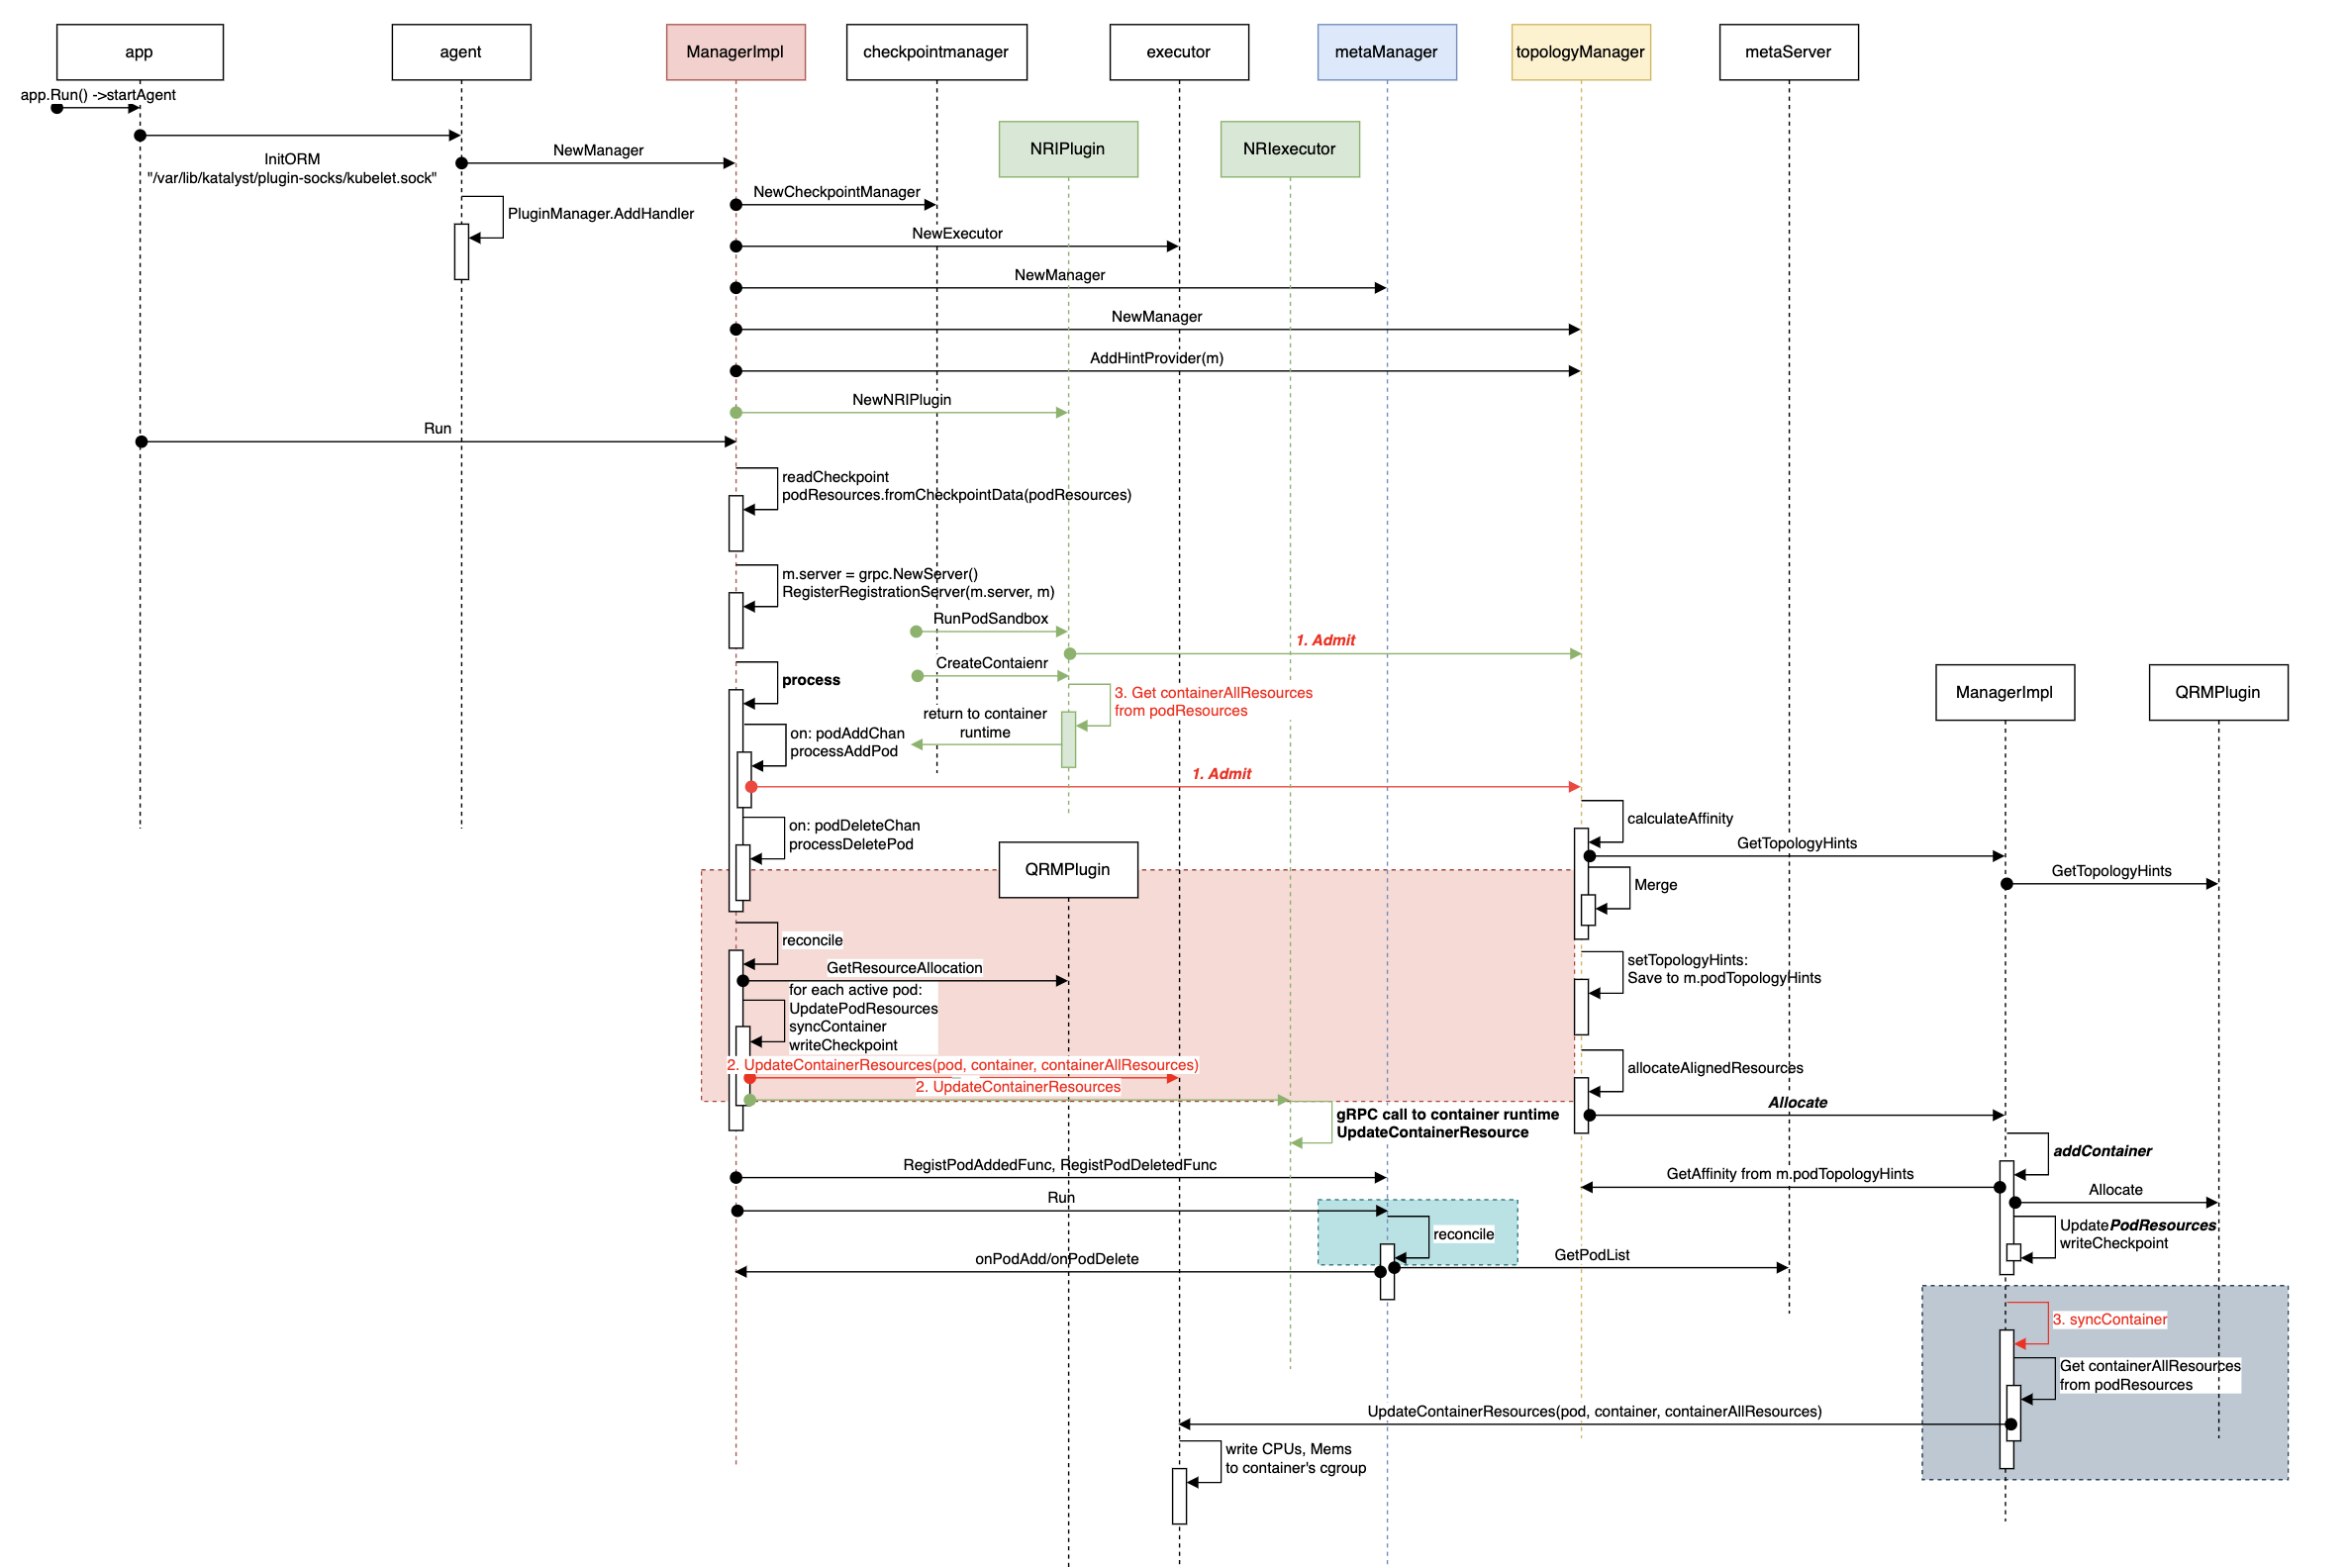 app
agent
ManagerImpl
checkpointmanager
executor
metaManager
topologyManager
metaServer
app.Run() ->startAgent
InitORM
"/var/lib/katalyst/plugin-socks/kubelet.sock"
NewManager
NRIPlugin
NRIexecutor
NewCheckpointManager
PluginManager.AddHandler
NewExecutor
NewManager
NewManager
AddHintProvider(m)
NewNRIPlugin
Run
readCheckpoint
podResources.fromCheckpointData(podResources)
m.server = grpc.NewServer()
RegisterRegistrationServer(m.server, m)
RunPodSandbox
1. Admit
CreateContaienr
process
3. Get containerAllResources
from podResources
ManagerImpl
QRMPlugin
return to container
runtime
on: podAddChan
processAddPod
1. Admit
on: podDeleteChan
processDeletePod
calculateAffinity
GetTopologyHints
QRMPlugin
GetTopologyHints
Merge
reconcile
GetResourceAllocation
setTopologyHints:
Save to m.podTopologyHints
for each active pod:
UpdatePodResources
syncContainer
writeCheckpoint
2. UpdateContainerResources(pod, container, containerAllResources)
allocateAlignedResources
2. UpdateContainerResources
Allocate
gRPC call to container runtime
UpdateContainerResource
addContainer
RegistPodAddedFunc, RegistPodDeletedFunc
GetAffinity from m.podTopologyHints
Allocate
Run
UpdatePodResources
writeCheckpoint
reconcile
onPodAdd/onPodDelete
GetPodList
3. syncContainer
Get containerAllResources
from podResources
UpdateContainerResources(pod, container, containerAllResources)
write CPUs, Mems
to container's cgroup